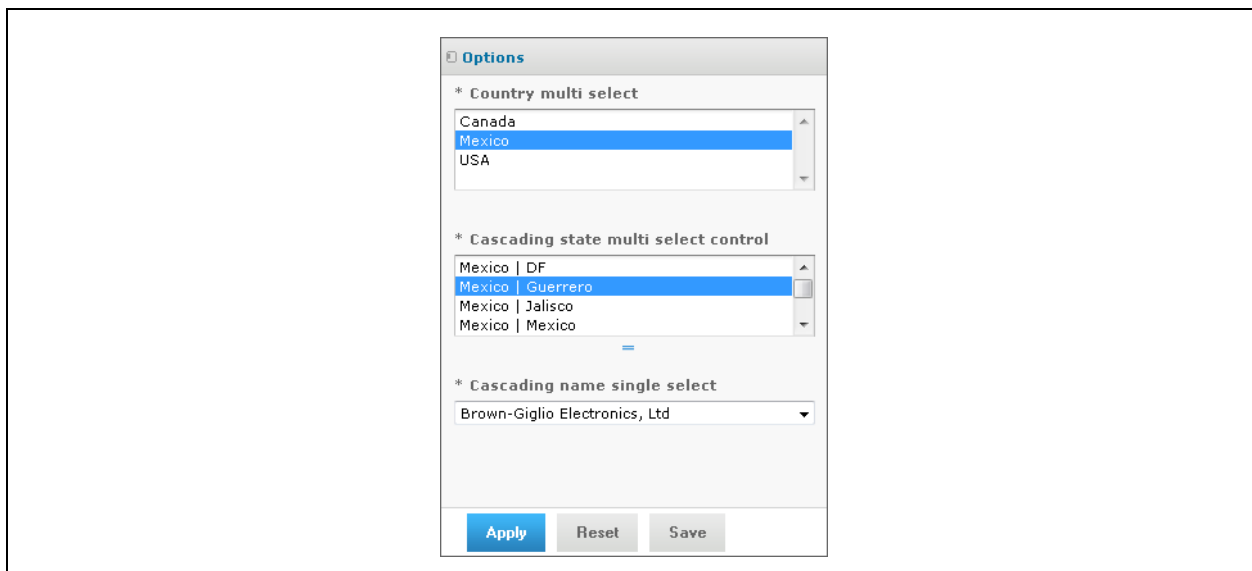 Options
* Country multi select
Canada
Mexico
USA
* Cascading state multi select control
Mexico | DF
Mexico | Guerrero
Mexico | Jalisco
Mexico | Mexico
* Cascading name single select
Brown-Giglio Electronics, Ltd
Apply Reset Save